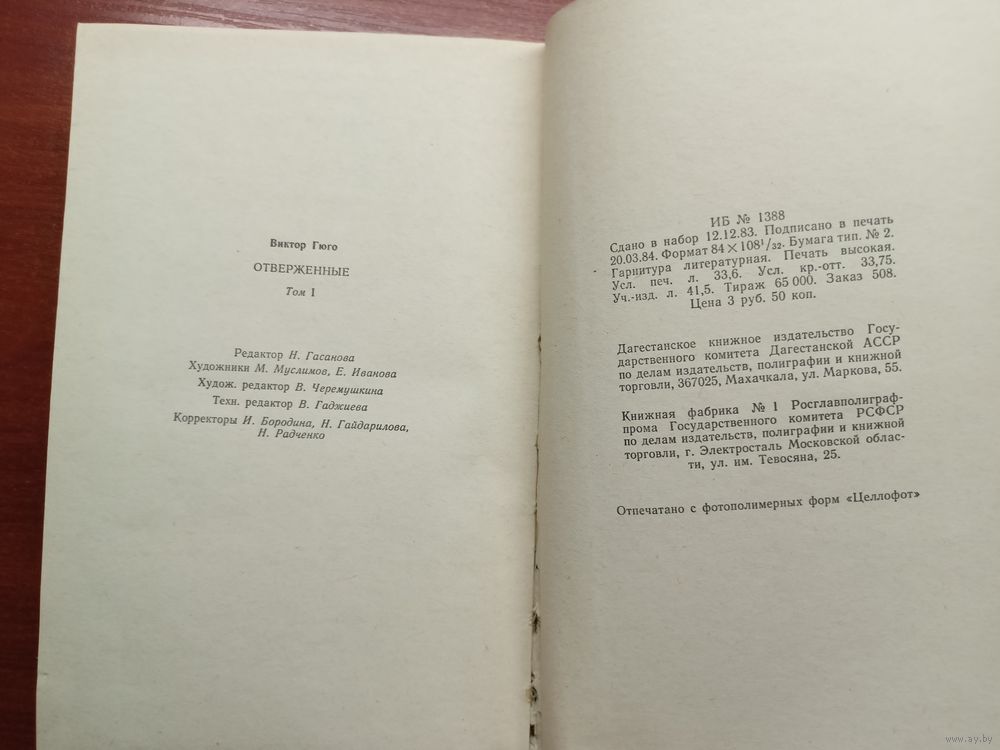 Виктор Гюго
ОТВЕРЖЕННЫЕ
Том 1
Редактор Н. Гасанова
Художники М. Муслимов, Е. Иванова
Худож. редактор В. Черемушкина
Техн. редактор В. Гаджиева
Корректоры И. Бородина, Н. Гайдарилова,
Н. Радченко
ИБ № 1388
Сдано в набор 12.12.83. Подписано в печать
20.03.84. Формат 84×108¹/₃₂. Бумага тип. № 2.
Гарнитура литературная. Печать высокая.
Усл. печ. л. 33,6. Усл. кр.-отт. 33,75.
Уч.-изд. л. 41,5. Тираж 65 000. Заказ 508.
Цена 3 руб. 50 коп.
Дагестанское книжное издательство Госу-
дарственного комитета Дагестанской АССР
по делам издательств, полиграфии и книжной
торговли, 367025, Махачкала, ул. Маркова, 55.
Книжная фабрика № 1 Росглавполиграф-
прома Государственного комитета РСФСР
по делам издательств, полиграфии и книжной
торговли, г. Электросталь Московской облас-
ти, ул. им. Тевосяна, 25.
Отпечатано с фотополимерных форм «Целлофот»
www.ay.by